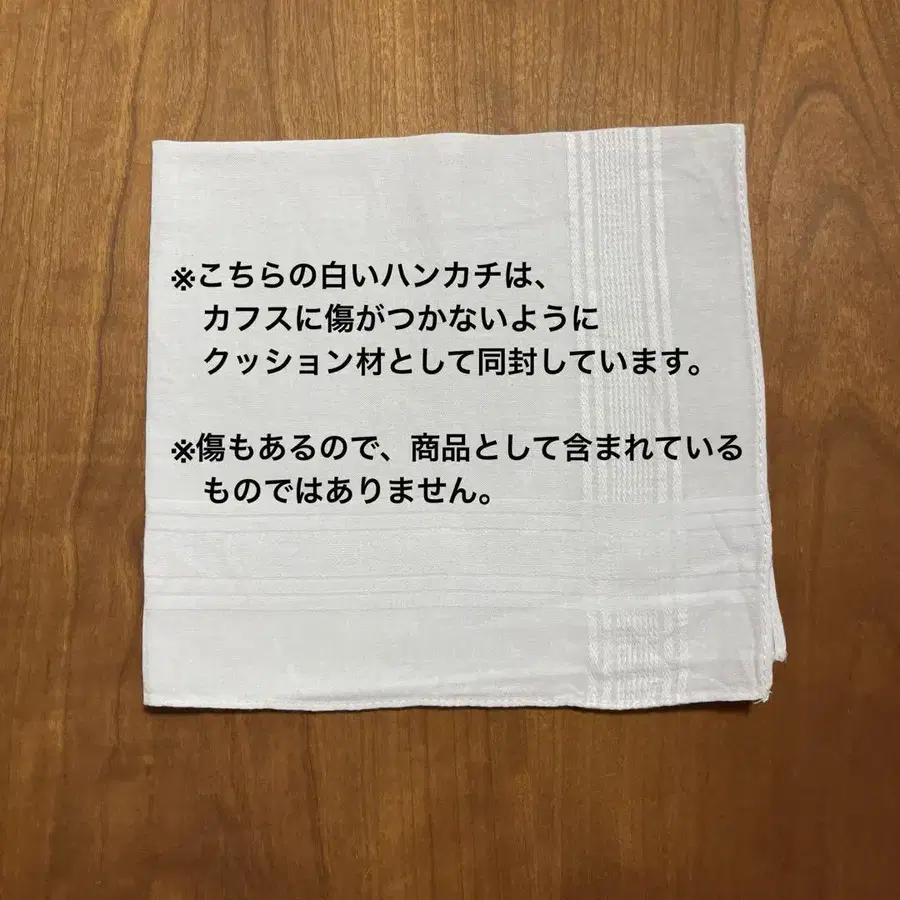 ※こちらの白いハンカチは、
カフスに傷がつかないように
クッション材として同封しています。
※傷もあるので、商品として含まれている
ものではありません。